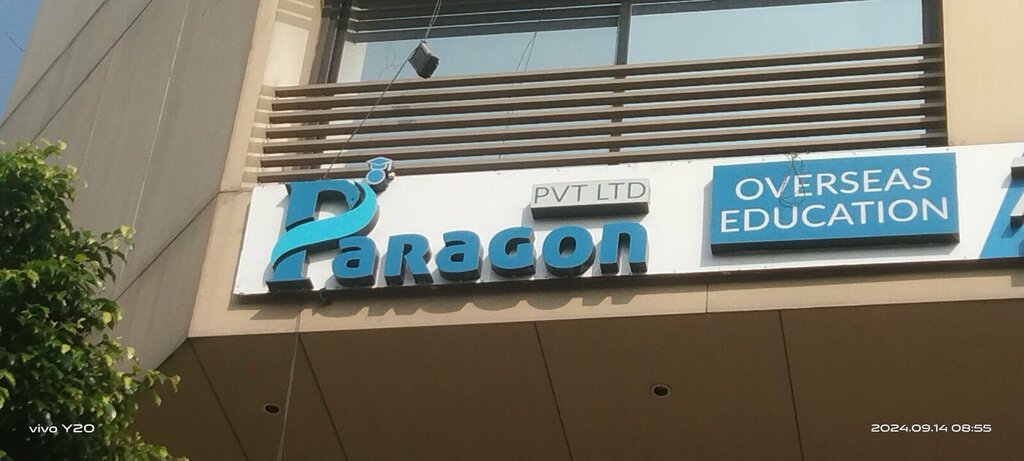 PARAGON
PVT LTD
OVERSEAS
EDUCATION
vivo Y20
2024.09.14 08:55